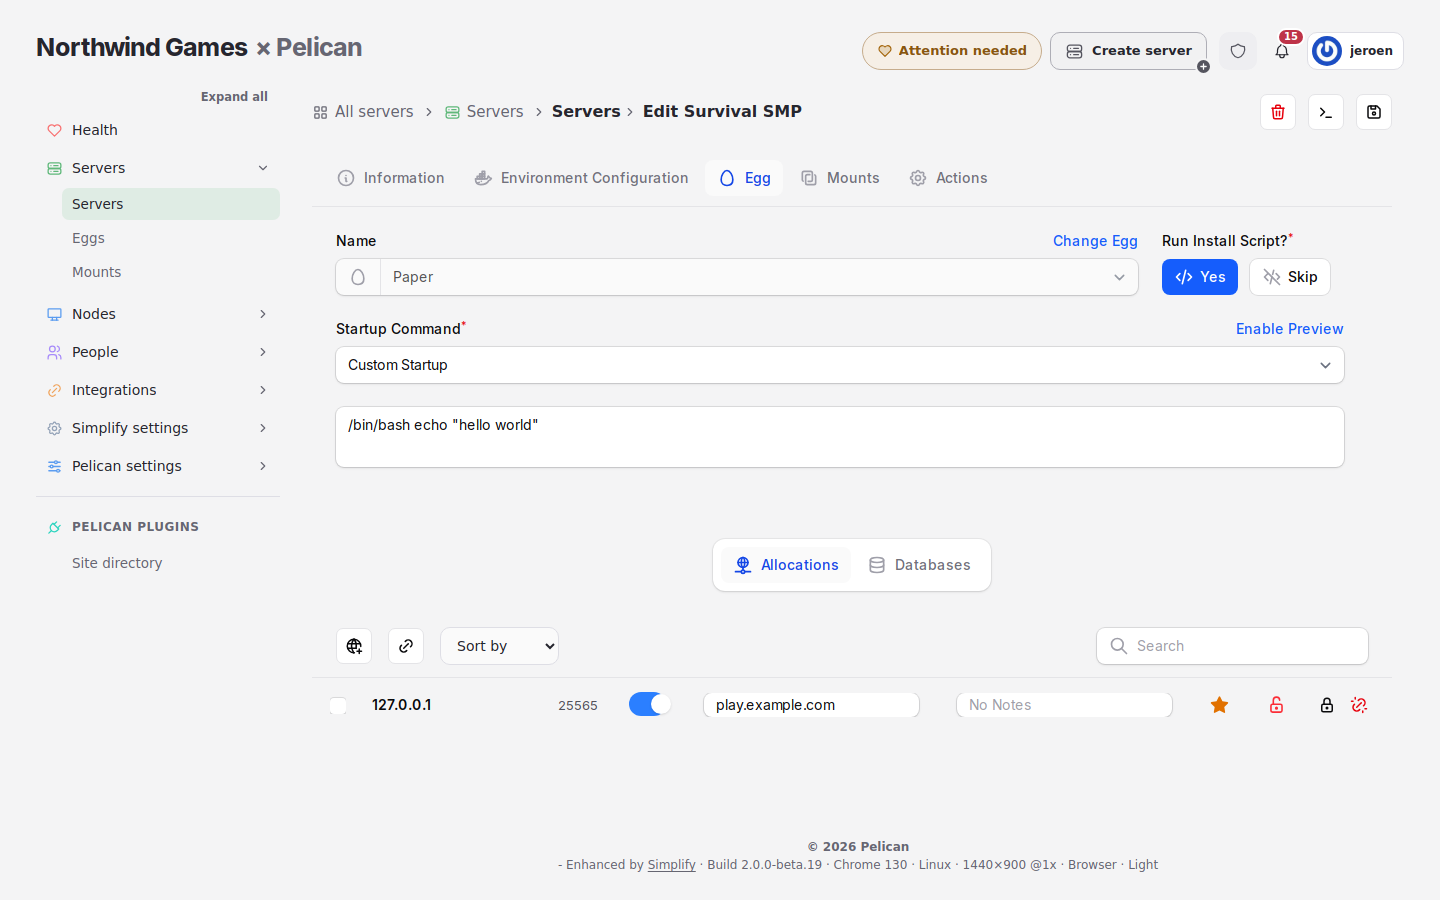 Northwind Games × Pelican
Attention needed
Create server
15
jeroen
Expand all
Health
Servers
Servers
Eggs
Mounts
Nodes
People
Integrations
Simplify settings
Pelican settings
PELICAN PLUGINS
Site directory
All servers > Servers > Servers > Edit Survival SMP
Information
Environment Configuration
Egg
Mounts
Actions
Name
Change Egg
Run Install Script?*
Paper
Yes
Skip
Startup Command*
Enable Preview
Custom Startup
/bin/bash echo "hello world"
Allocations
Databases
Sort by
Search
127.0.0.1
25565
play.example.com
No Notes
© 2026 Pelican
- Enhanced by Simplify · Build 2.0.0-beta.19 · Chrome 130 · Linux · 1440×900 @1x · Browser · Light